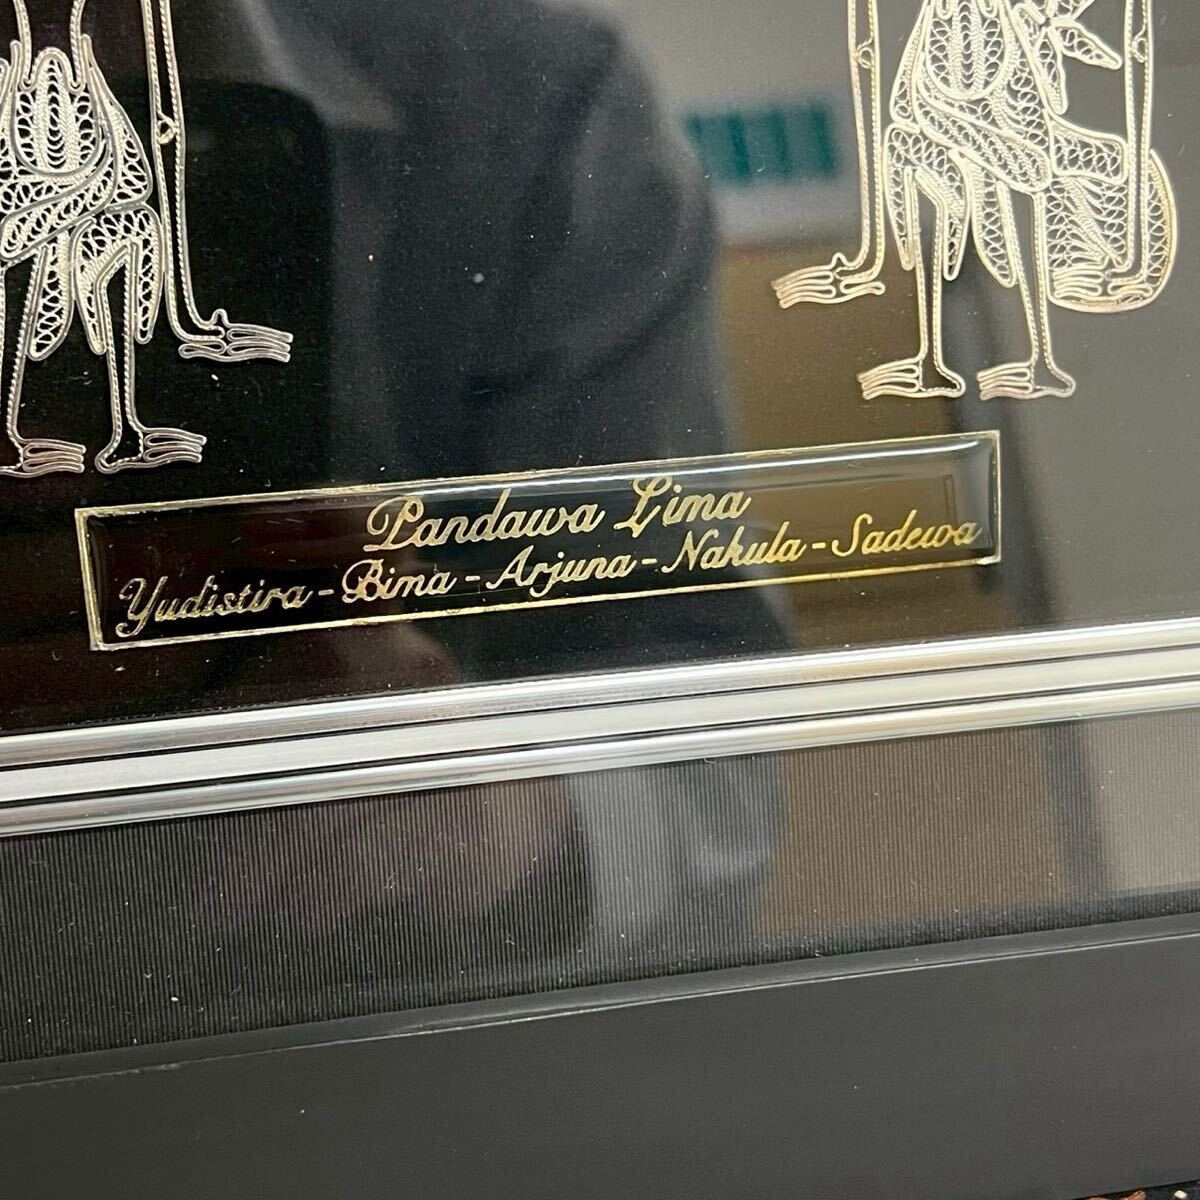 Pandawa Lima
Yudistira - Bima - Arjuna - Nakula - Sadewa